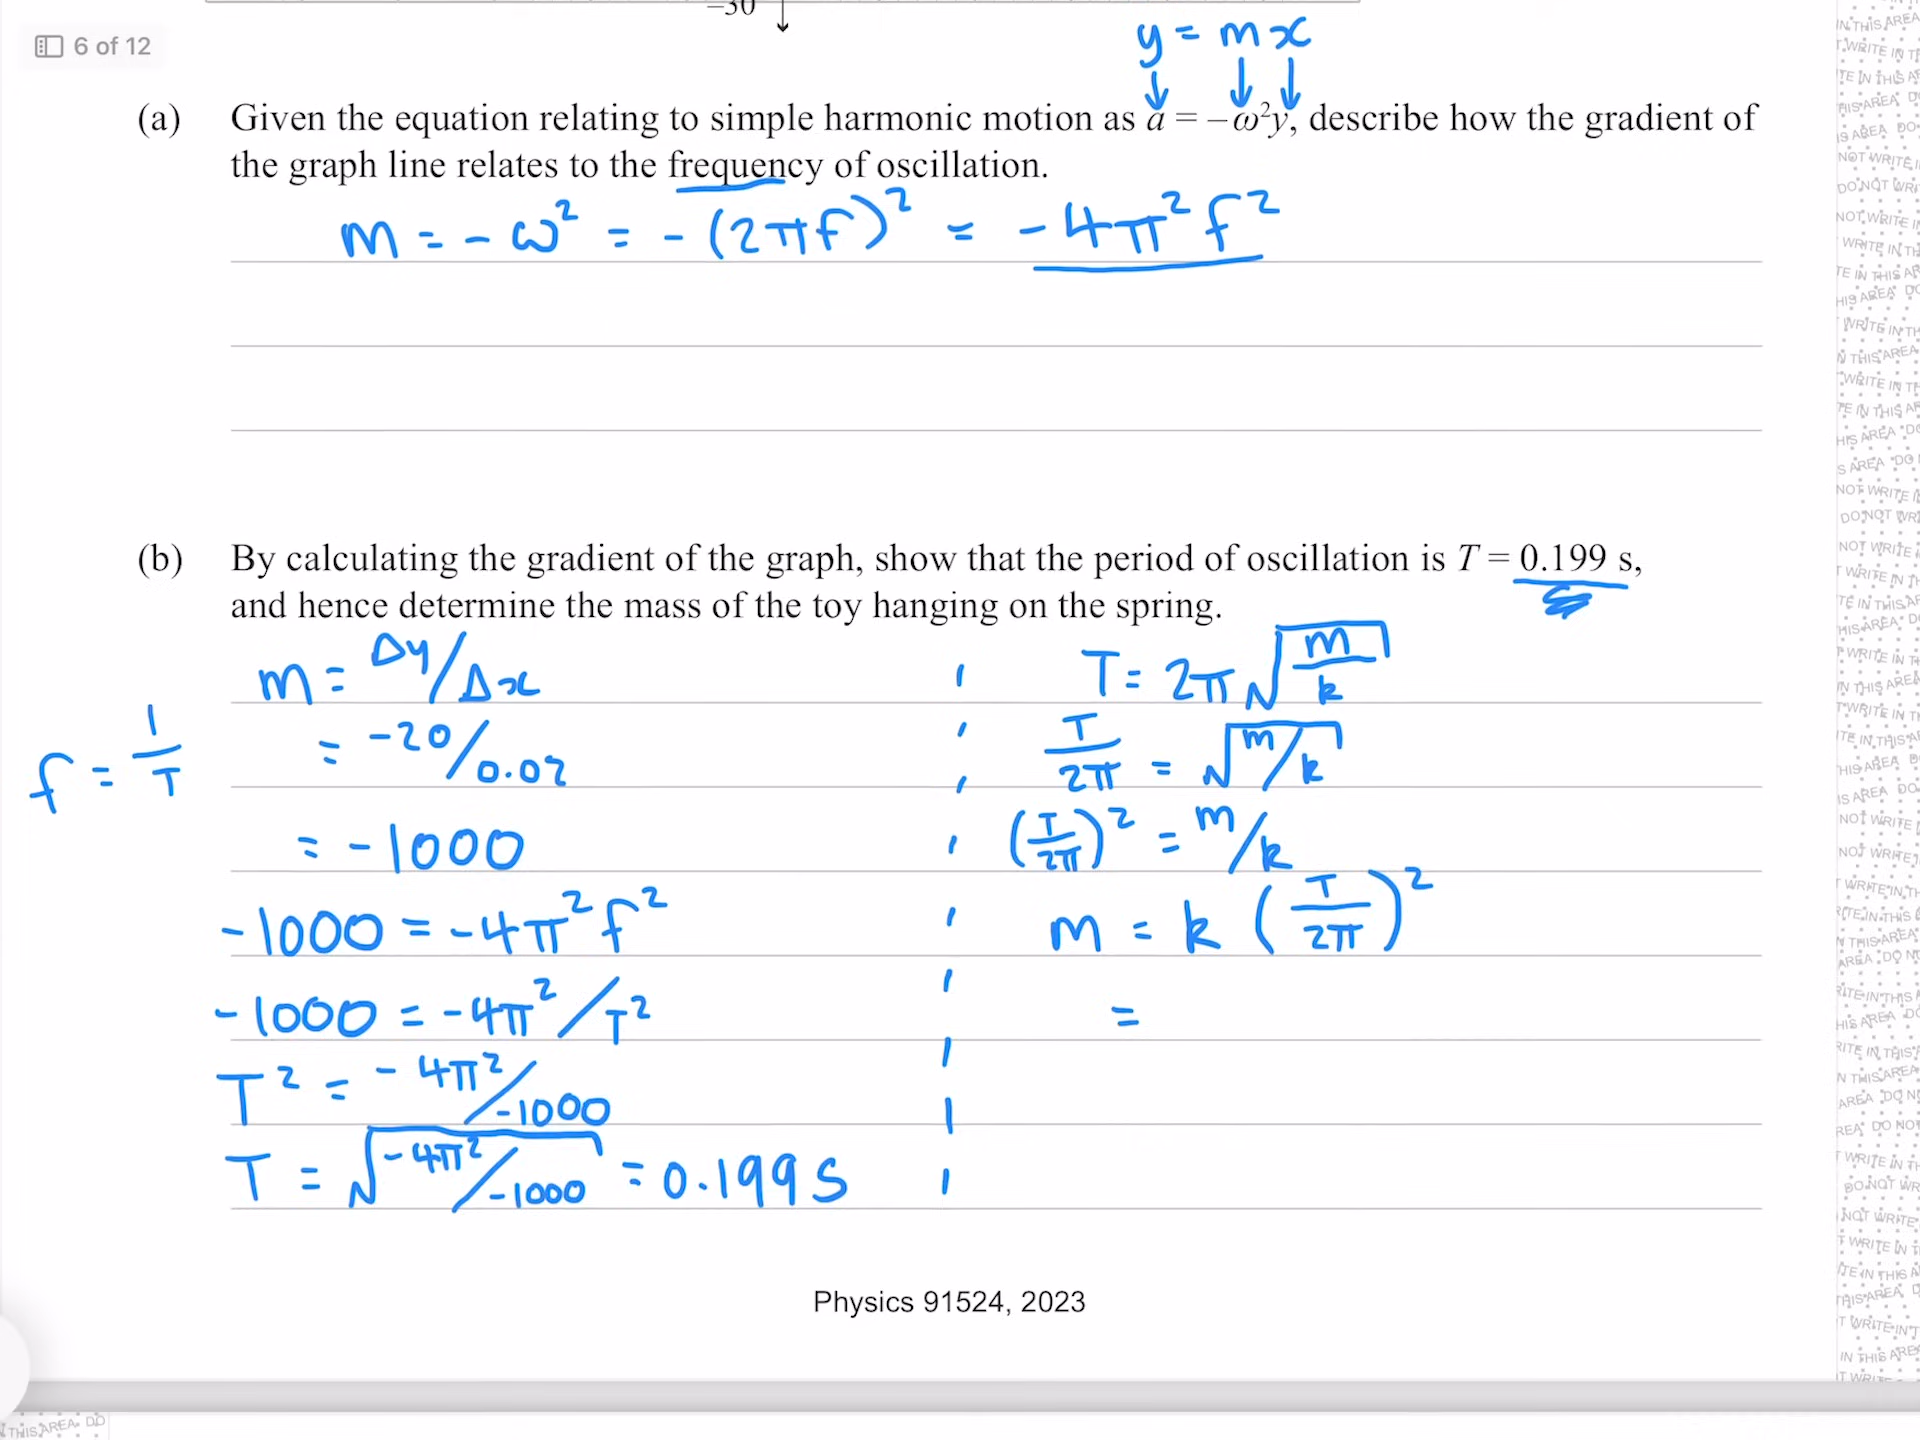 -30
6 of 12
y = mx
(a) Given the equation relating to simple harmonic motion as a = −ω²y, describe how the gradient of
the graph line relates to the frequency of oscillation.
m = -ω² = -(2πf)² = -4π²f²
(b) By calculating the gradient of the graph, show that the period of oscillation is T = 0.199 s,
and hence determine the mass of the toy hanging on the spring.
m = Δy/Δx
= -20/0.02
= -1000
-1000 = -4π²f²
-1000 = -4π²/T²
T² = -4π²/-1000
T = √-4π²/-1000 = 0.199s
f = 1/T
T = 2π√m/k
T/2π = √m/k
(T/2π)² = m/k
m = k(T/2π)²
=
Physics 91524, 2023